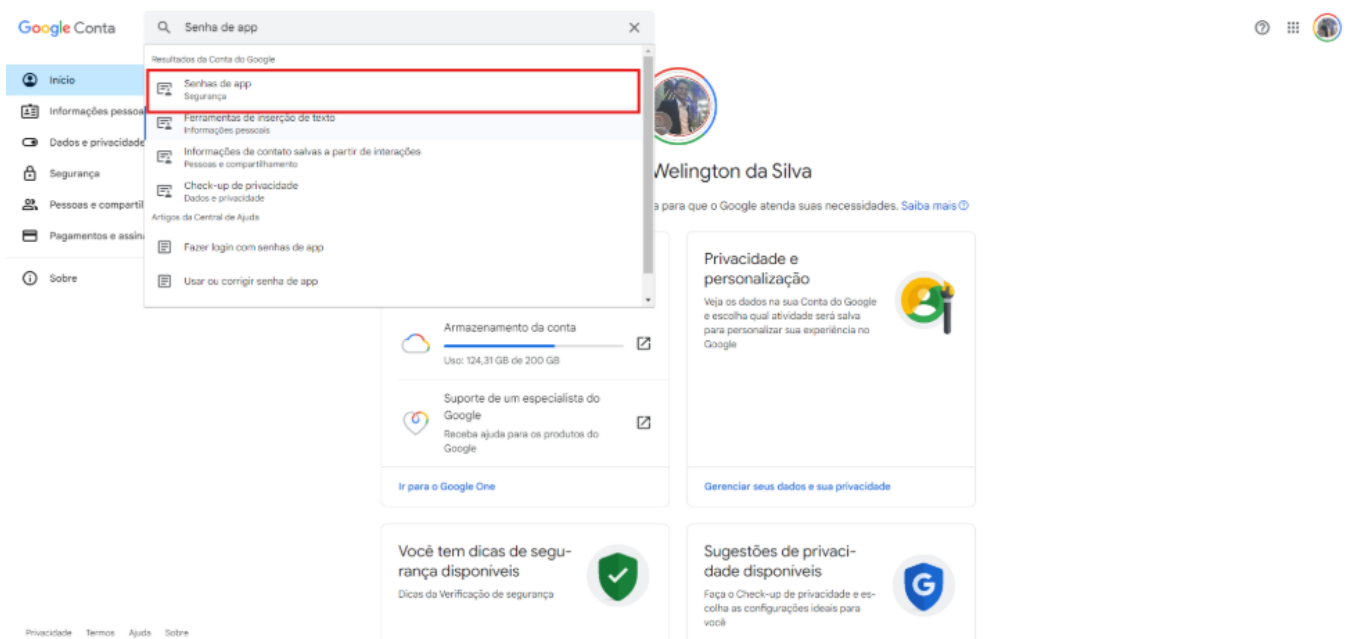 Google Conta
Senha de app
Resultados da Conta do Google
Início
Senhas de app
Segurança
Informações pessoa
Ferramentas de inserção de texto
Informações pessoais
Dados e privacidade
Informações de contato salvas a partir de interações
Pessoas e compartilhamento
Segurança
Check-up de privacidade
Dados e privacidade
Pessoas e compartil
Artigos da Central de Ajuda
Pagamentos e assin
Fazer login com senhas de app
Sobre
Usar ou corrigir senha de app
Welington da Silva
a para que o Google atenda suas necessidades. Saiba mais
Privacidade e
personalização
Veja os dados na sua Conta do Google
e escolha qual atividade será salva
para personalizar sua experiência no
Google
Armazenamento da conta
Uso: 124,31 GB de 200 GB
Suporte de um especialista do
Google
Receba ajuda para os produtos do
Google
Ir para o Google One
Gerenciar seus dados e sua privacidade
Você tem dicas de segu-
rança disponíveis
Dicas da Verificação de segurança
Sugestões de privaci-
dade disponíveis
Faça o Check-up de privacidade e es-
colha as configurações ideais para
você
Privacidade Termos Ajuda Sobre